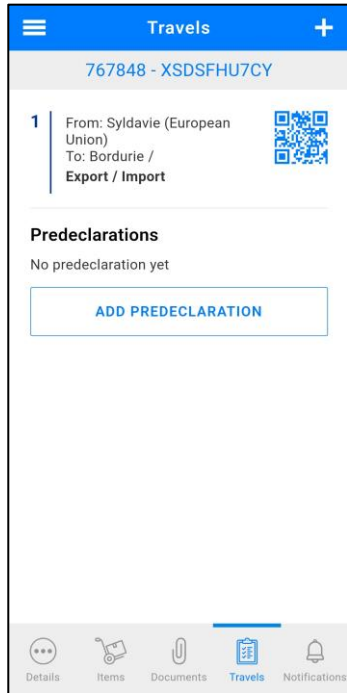 Travels
767848 - XSDSFHU7CY
1
From: Syldavie (European
Union)
To: Bordurie /
Export / Import
Predeclarations
No predeclaration yet
ADD PREDECLARATION
Details
Items
Documents
Travels
Notifications